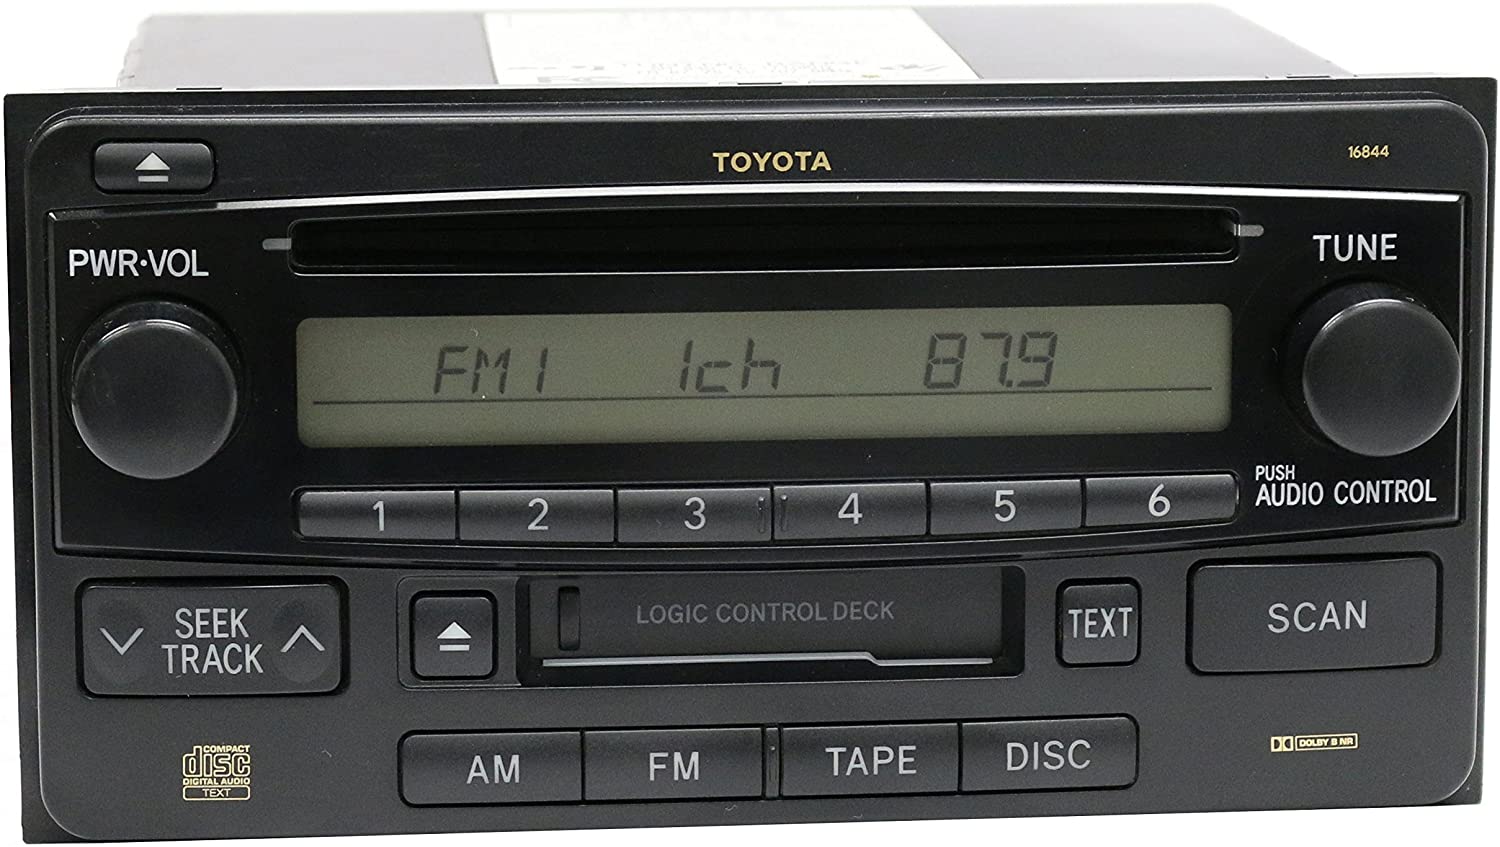 TOYOTA
16844
PWR•VOL
TUNE
FM1 1ch 87.9
PUSH
AUDIO CONTROL
1 2 3 4 5 6
SEEK
TRACK
LOGIC CONTROL DECK
TEXT
SCAN
COMPACT
disc
DIGITAL AUDIO
TEXT
AM FM TAPE DISC
DOLBY B NR